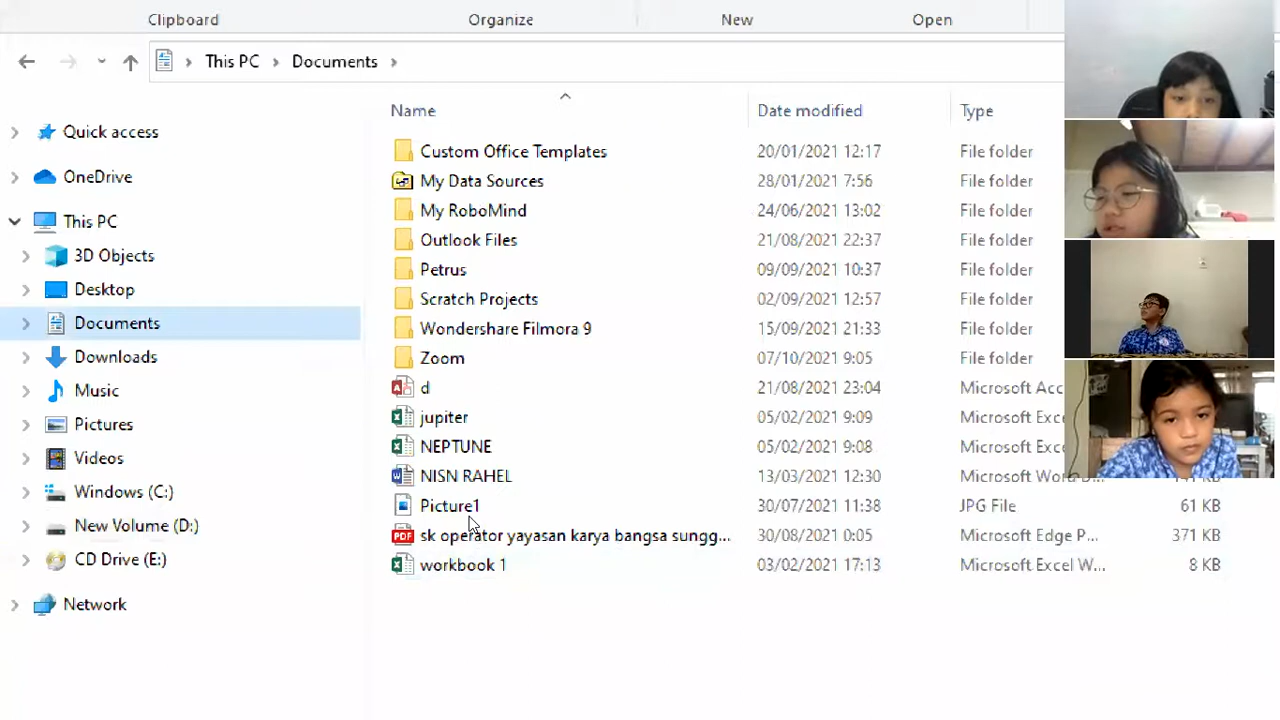 Clipboard Organize New Open
This PC Documents
Name Date modified Type
Quick access
OneDrive
This PC
3D Objects
Desktop
Documents
Downloads
Music
Pictures
Videos
Windows (C:)
New Volume (D:)
CD Drive (E:)
Network
Custom Office Templates 20/01/2021 12:17 File folder
My Data Sources 28/01/2021 7:56 File folder
My RoboMind 24/06/2021 13:02 File folder
Outlook Files 21/08/2021 22:37 File folder
Petrus 09/09/2021 10:37 File folder
Scratch Projects 02/09/2021 12:57 File folder
Wondershare Filmora 9 15/09/2021 21:33 File folder
Zoom 07/10/2021 9:05 File folder
d 21/08/2021 23:04 Microsoft Acc
jupiter 05/02/2021 9:09 Microsoft Exc
NEPTUNE 05/02/2021 9:08 Microsoft Exc
NISN RAHEL 13/03/2021 12:30 Microsoft Word D... KB
Picture1 30/07/2021 11:38 JPG File 61 KB
sk operator yayasan karya bangsa sungg... 30/08/2021 0:05 Microsoft Edge P... 371 KB
workbook 1 03/02/2021 17:13 Microsoft Excel W... 8 KB